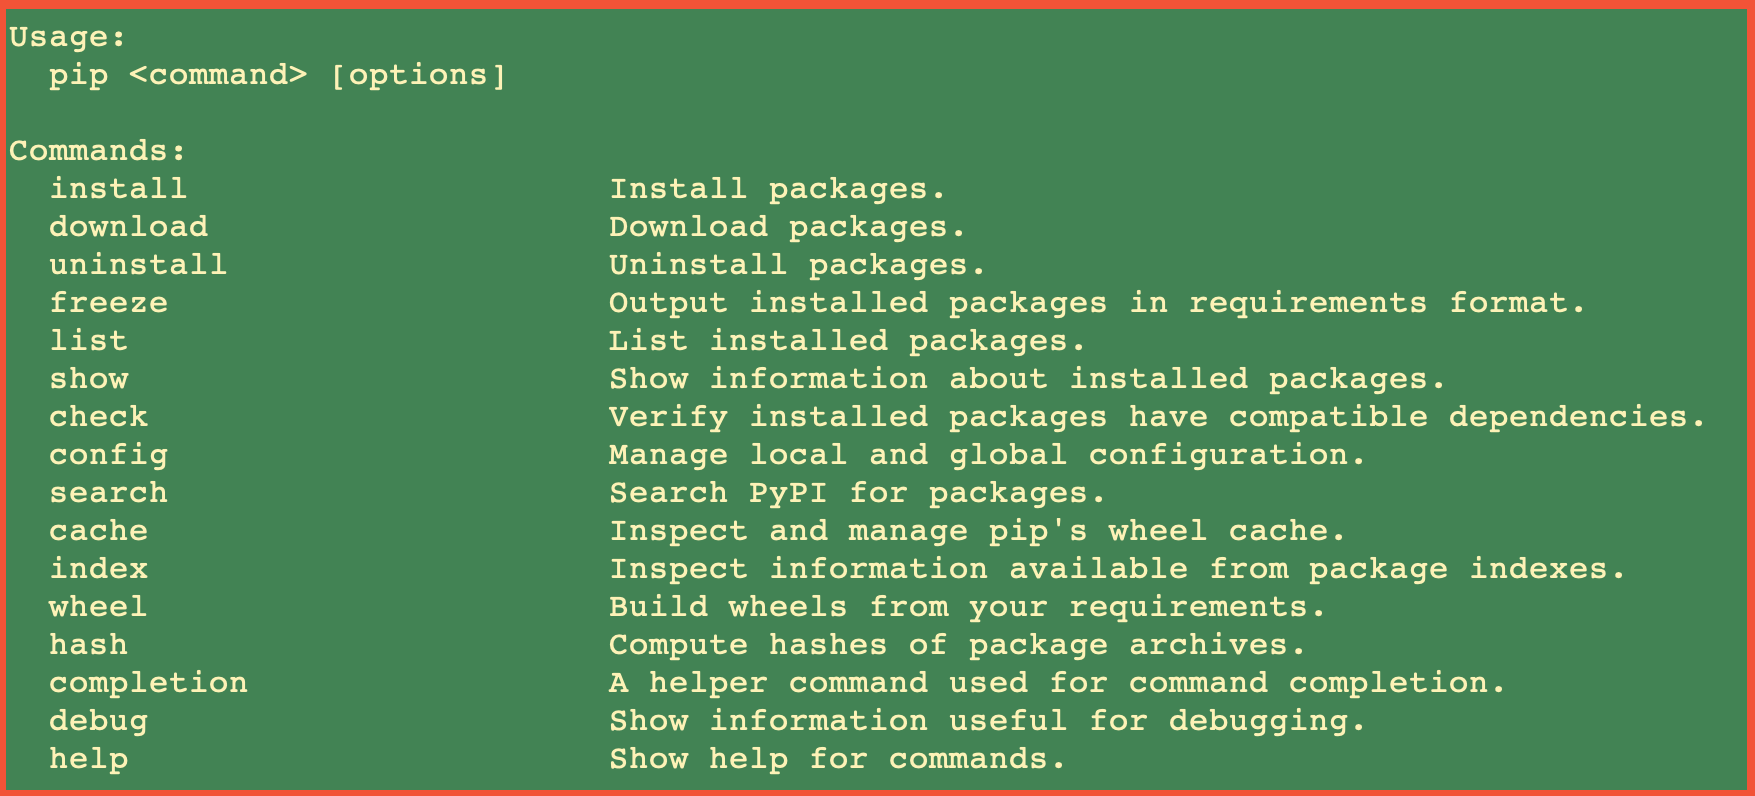 Usage:
  pip <command> [options]

Commands:
  install                     Install packages.
  download                    Download packages.
  uninstall                   Uninstall packages.
  freeze                      Output installed packages in requirements format.
  list                        List installed packages.
  show                        Show information about installed packages.
  check                       Verify installed packages have compatible dependencies.
  config                      Manage local and global configuration.
  search                      Search PyPI for packages.
  cache                       Inspect and manage pip's wheel cache.
  index                       Inspect information available from package indexes.
  wheel                       Build wheels from your requirements.
  hash                        Compute hashes of package archives.
  completion                  A helper command used for command completion.
  debug                       Show information useful for debugging.
  help                        Show help for commands.